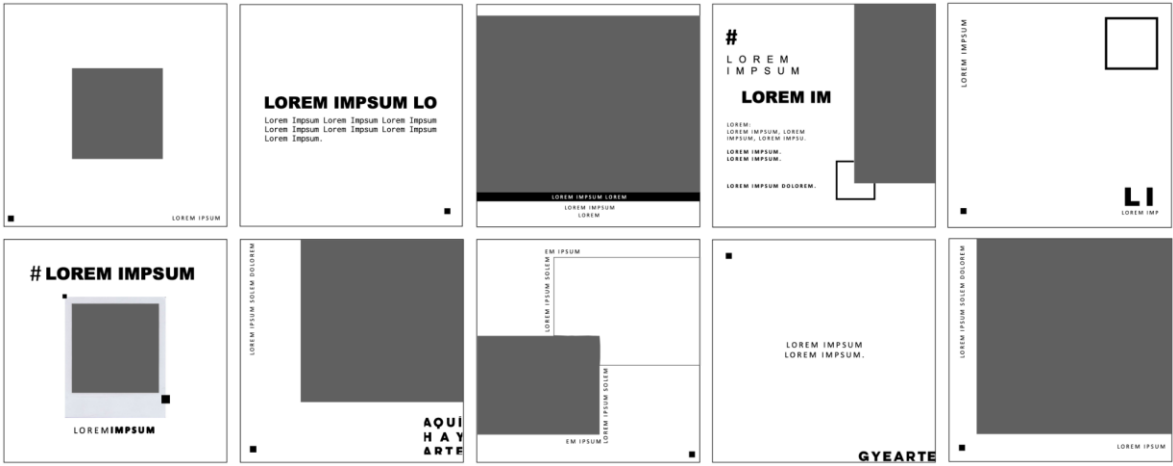 LOREM IPSUM
LOREM IMPSUM LO
Lorem Impsum Lorem Impsum Lorem Impsum
Lorem Impsum Lorem Impsum Lorem Impsum
Lorem Impsum.
LOREM IMPSUM LOREM
LOREM IMPSUM
LOREM
#
LOREM
IMPSUM
LOREM IM
LOREM:
LOREM IMPSUM, LOREM
IMPSUM, LOREM IMPSU.
LOREM IMPSUM.
LOREM IMPSUM.
LOREM IMPSUM DOLOREM.
LOREM IMPSUM
LI
LOREM IMP
#LOREM IMPSUM
LOREMIMPSUM
LOREM IPSUM SOLEM DOLOREM
AQUÍ
HAY
ARTE
EM IPSUM
LOREM IPSUM SOLEM
LOREM IPSUM SOLEM
EM IPSUM
LOREM IMPSUM
LOREM IMPSUM.
GYEARTE
LOREM IPSUM SOLEM DOLOREM
LOREM IPSUM